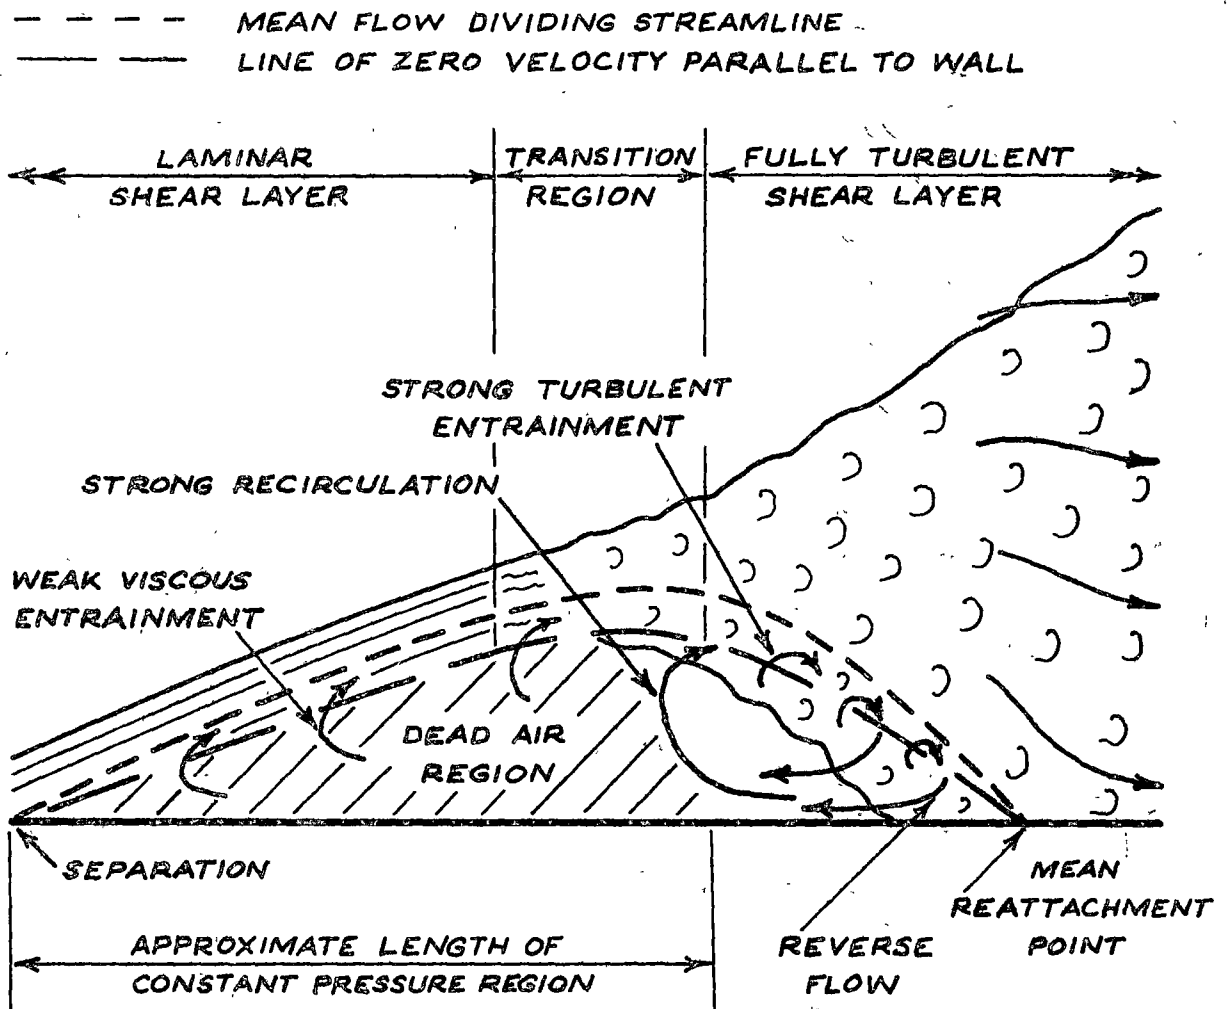 MEAN FLOW DIVIDING STREAMLINE
LINE OF ZERO VELOCITY PARALLEL TO WALL
LAMINAR
SHEAR LAYER
TRANSITION
REGION
FULLY TURBULENT
SHEAR LAYER
STRONG TURBULENT
ENTRAINMENT
STRONG RECIRCULATION
WEAK VISCOUS
ENTRAINMENT
DEAD AIR
REGION
SEPARATION
MEAN
REATTACHMENT
POINT
REVERSE
FLOW
APPROXIMATE LENGTH OF
CONSTANT PRESSURE REGION